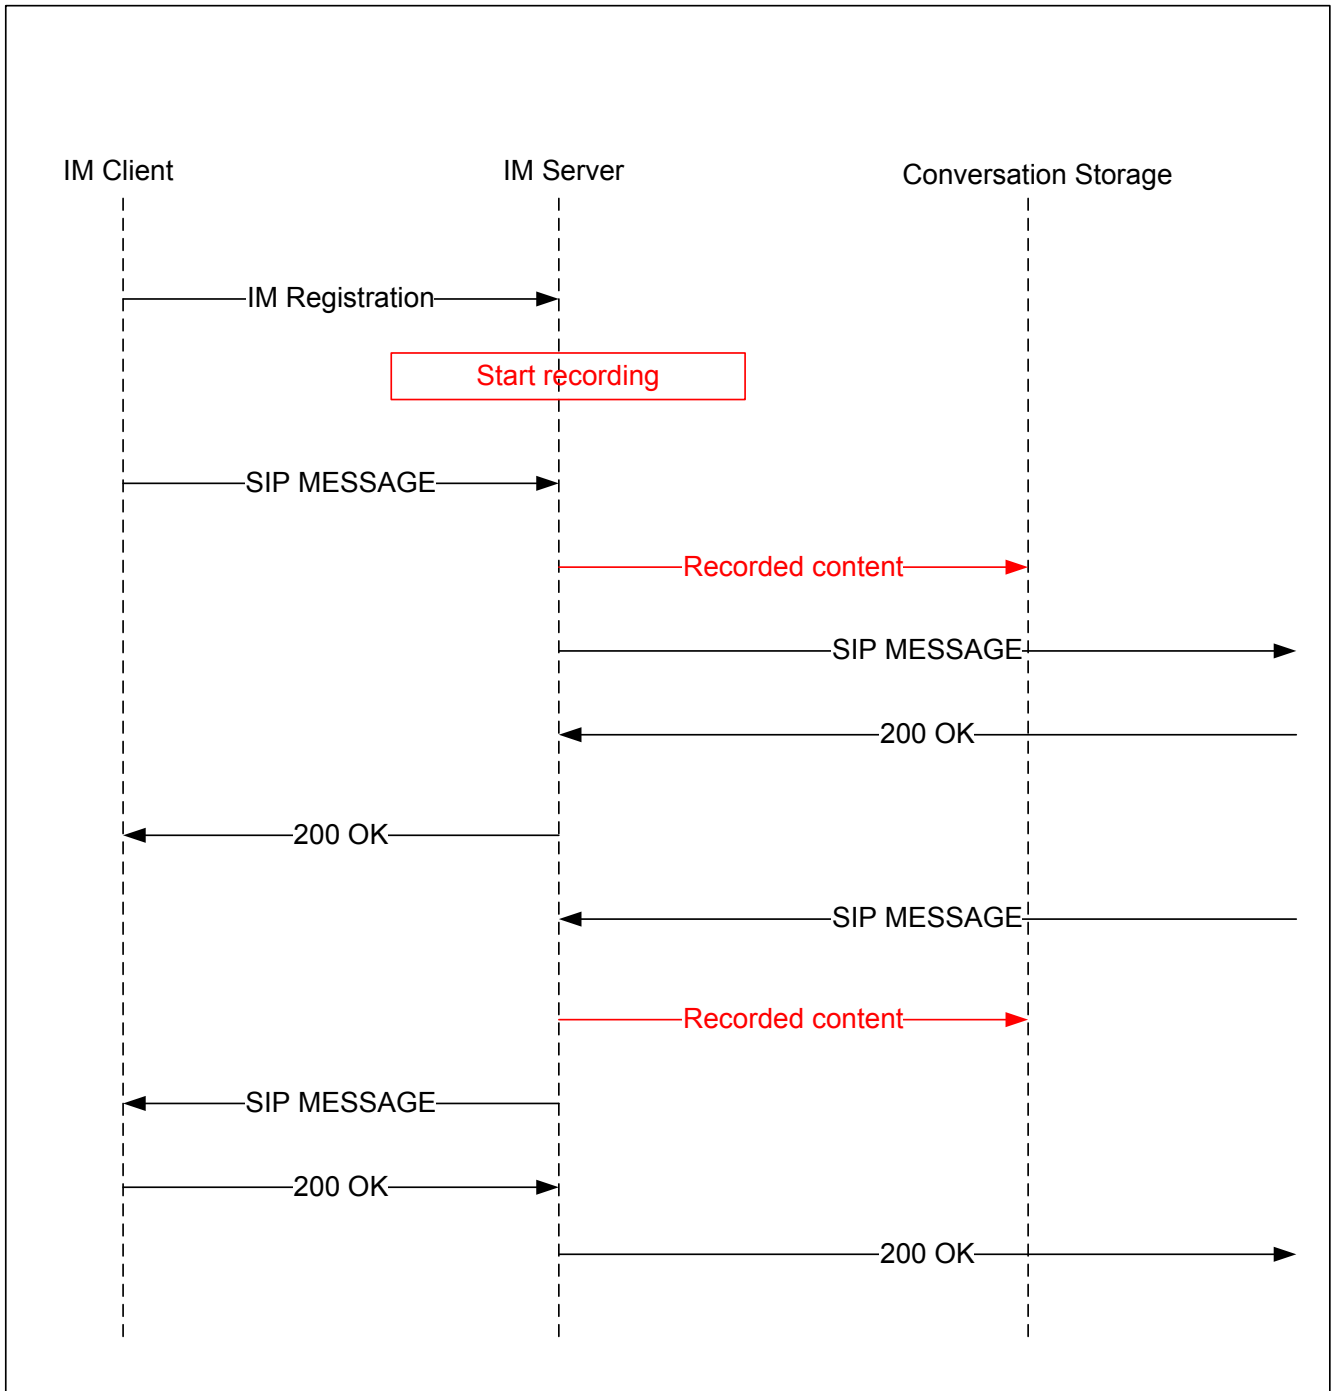 IM Client
IM Server
Conversation Storage
IM Registration
Start recording
SIP MESSAGE
Recorded content
SIP MESSAGE
200 OK
200 OK
SIP MESSAGE
Recorded content
SIP MESSAGE
200 OK
200 OK